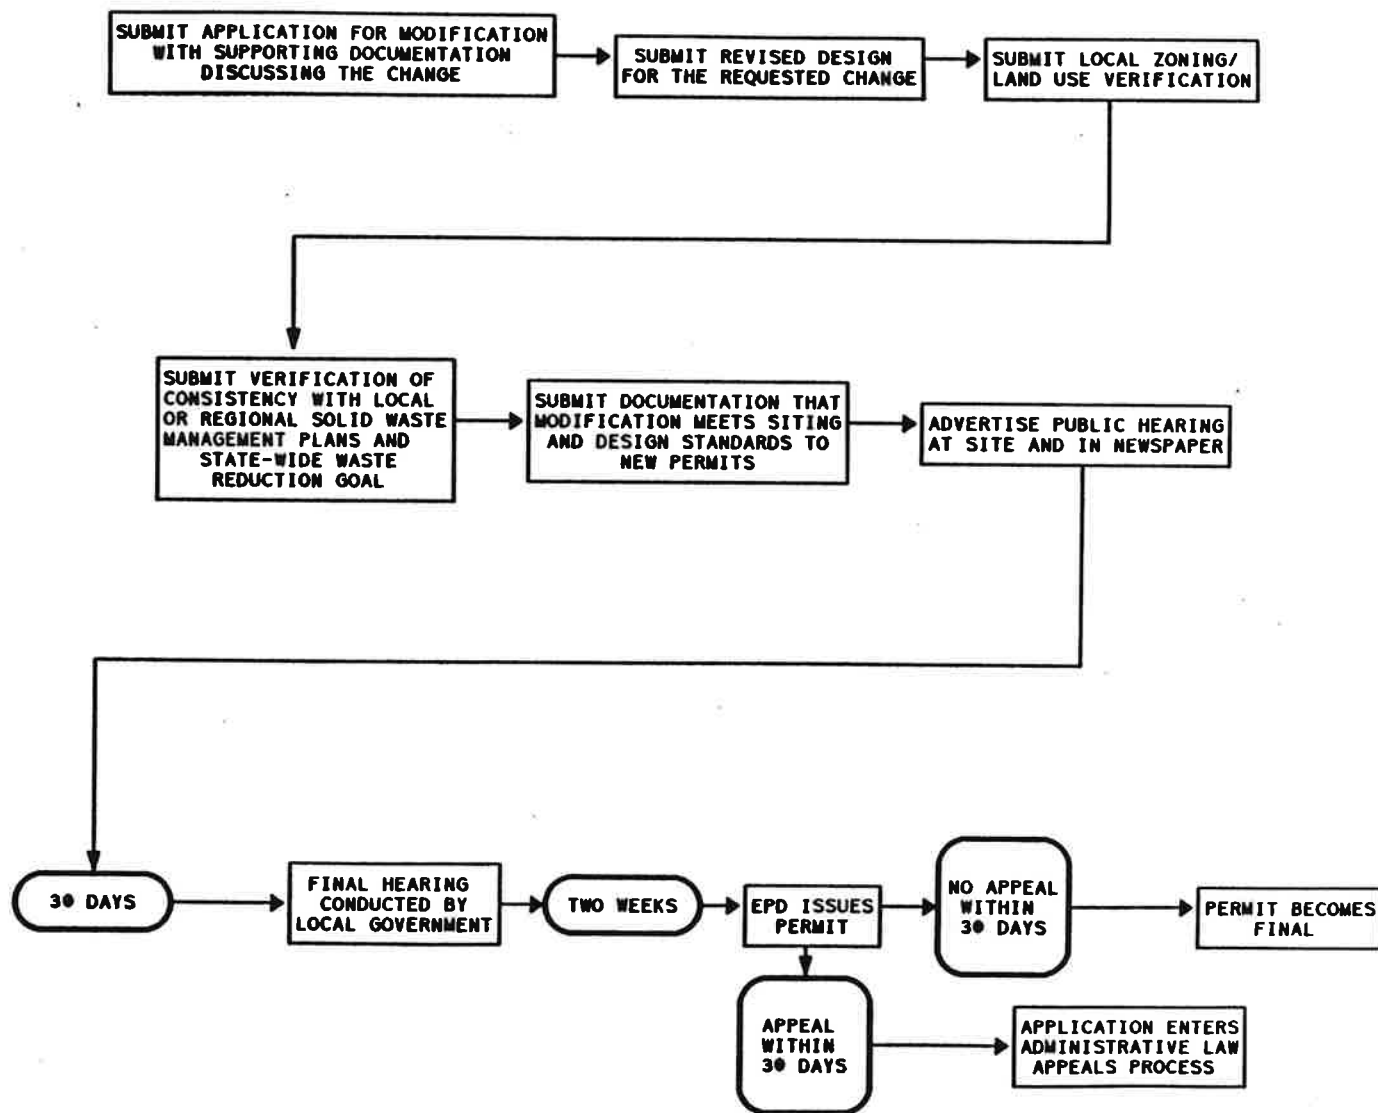 SUBMIT APPLICATION FOR MODIFICATION
WITH SUPPORTING DOCUMENTATION
DISCUSSING THE CHANGE
SUBMIT REVISED DESIGN
FOR THE REQUESTED CHANGE
SUBMIT LOCAL ZONING/
LAND USE VERIFICATION
SUBMIT VERIFICATION OF
CONSISTENCY WITH LOCAL
OR REGIONAL SOLID WASTE
MANAGEMENT PLANS AND
STATE-WIDE WASTE
REDUCTION GOAL
SUBMIT DOCUMENTATION THAT
MODIFICATION MEETS SITING
AND DESIGN STANDARDS TO
NEW PERMITS
ADVERTISE PUBLIC HEARING
AT SITE AND IN NEWSPAPER
30 DAYS
FINAL HEARING
CONDUCTED BY
LOCAL GOVERNMENT
TWO WEEKS
EPD ISSUES
PERMIT
NO APPEAL
WITHIN
30 DAYS
PERMIT BECOMES
FINAL
APPEAL
WITHIN
30 DAYS
APPLICATION ENTERS
ADMINISTRATIVE LAW
APPEALS PROCESS